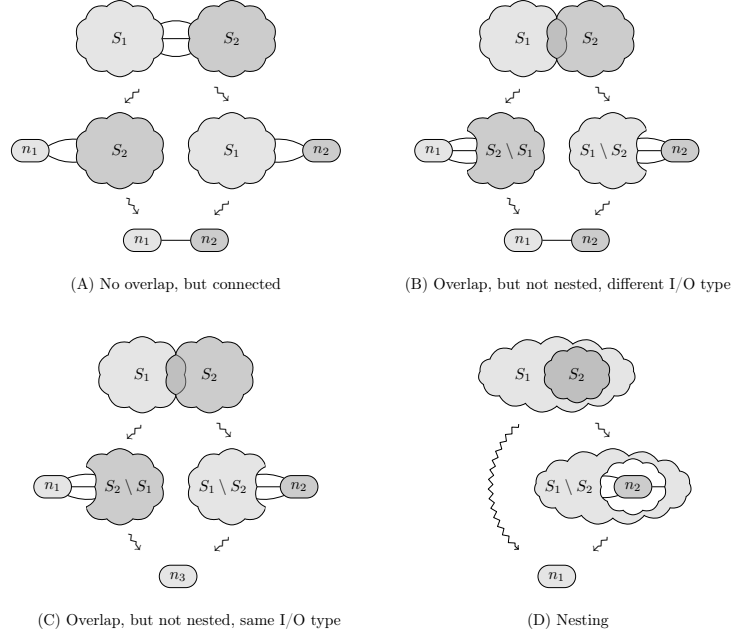 S₁ S₂ S₁ S₂
n₁ S₂ S₁ n₂ n₁ S₂ \ S₁ S₁ \ S₂ n₂
n₁ n₂ n₁ n₂
(A) No overlap, but connected (B) Overlap, but not nested, different I/O type
S₁ S₂ S₁ S₂
n₁ S₂ \ S₁ S₁ \ S₂ n₂ S₁ \ S₂ n₂
n₃ n₁
(C) Overlap, but not nested, same I/O type (D) Nesting